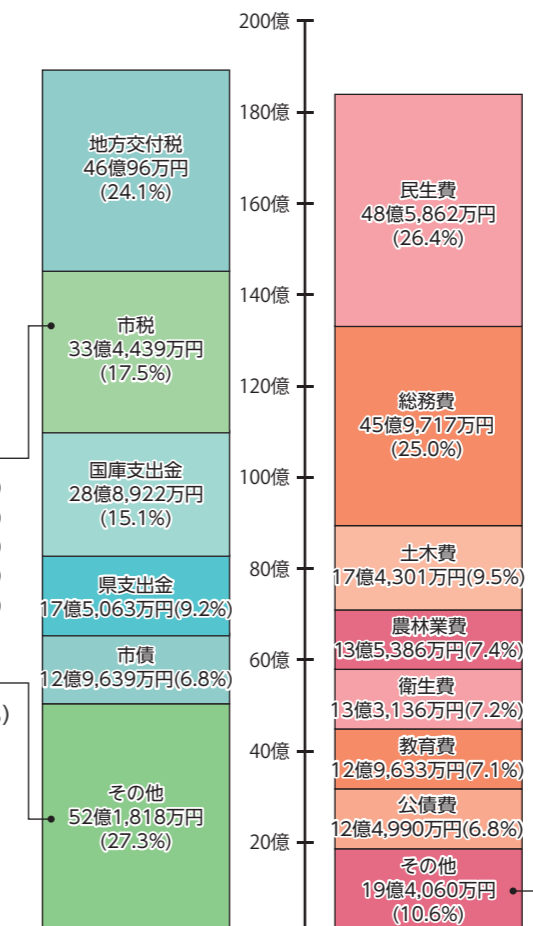 地方交付税
46億96万円
(24.1%)
市税
33億4,439万円
(17.5%)
国庫支出金
28億8,922万円
(15.1%)
県支出金
17億5,063万円(9.2%)
市債
12億9,639万円(6.8%)
その他
52億1,818万円
(27.3%)
)
)
)
)
)
)
200億
180億
160億
140億
120億
100億
80億
60億
40億
20億
民生費
48億5,862万円
(26.4%)
総務費
45億9,717万円
(25.0%)
土木費
17億4,301万円(9.5%)
農林業費
13億5,386万円(7.4%)
衛生費
13億3,136万円(7.2%)
教育費
12億9,633万円(7.1%)
公債費
12億4,990万円(6.8%)
その他
19億4,060万円
(10.6%)